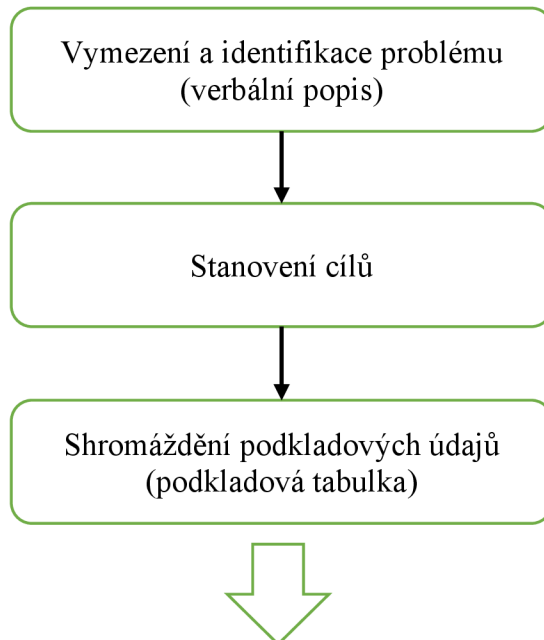 Vymezení a identifikace problému
(verbální popis)
Stanovení cílů
Shromáždění podkladových údajů
(podkladová tabulka)